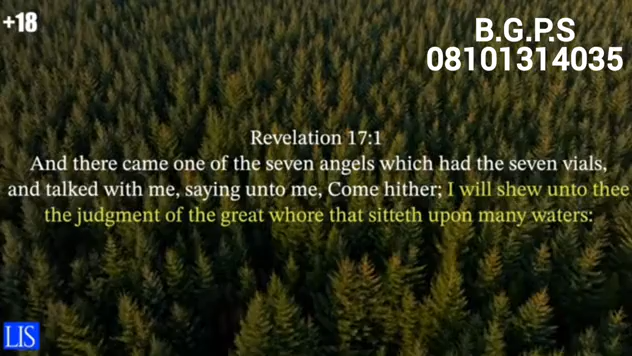 +18
B.G.P.S
08101314035
Revelation 17:1
And there came one of the seven angels which had the seven vials,
and talked with me, saying unto me, Come hither; I will shew unto thee
the judgment of the great whore that sitteth upon many waters:
LIS